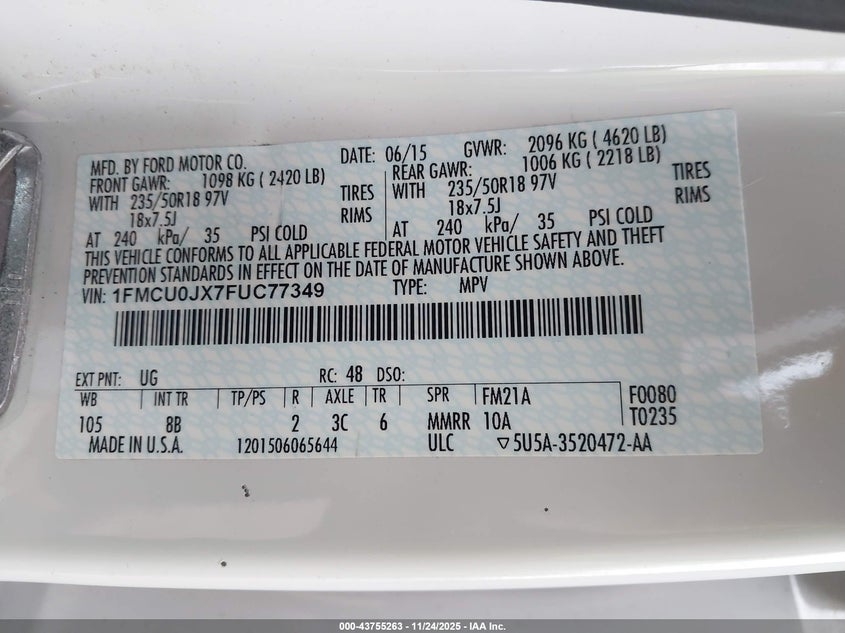 MFD. BY FORD MOTOR CO. DATE: 06/15 GVWR: 2096 KG ( 4620 LB)
FRONT GAWR: 1098 KG ( 2420 LB) REAR GAWR: 1006 KG ( 2218 LB)
WITH 235/50R18 97V TIRES WITH 235/50R18 97V TIRES
18x7.5J RIMS 18x7.5J RIMS
AT 240 kPa/ 35 PSI COLD AT 240 kPa/ 35 PSI COLD
THIS VEHICLE CONFORMS TO ALL APPLICABLE FEDERAL MOTOR VEHICLE SAFETY AND THEFT
PREVENTION STANDARDS IN EFFECT ON THE DATE OF MANUFACTURE SHOWN ABOVE.
VIN: 1FMCU0JX7FUC77349 TYPE: MPV
EXT PNT: UG RC: 48 DSO:
WB INT TR TP/PS R AXLE TR SPR FM21A F0080
105 8B 2 3C 6 MMRR 10A T0235
MADE IN U.S.A. 1201506065644 ULC ▽5U5A-3520472-AA
000-43755263 - 11/24/2025 - IAA Inc.